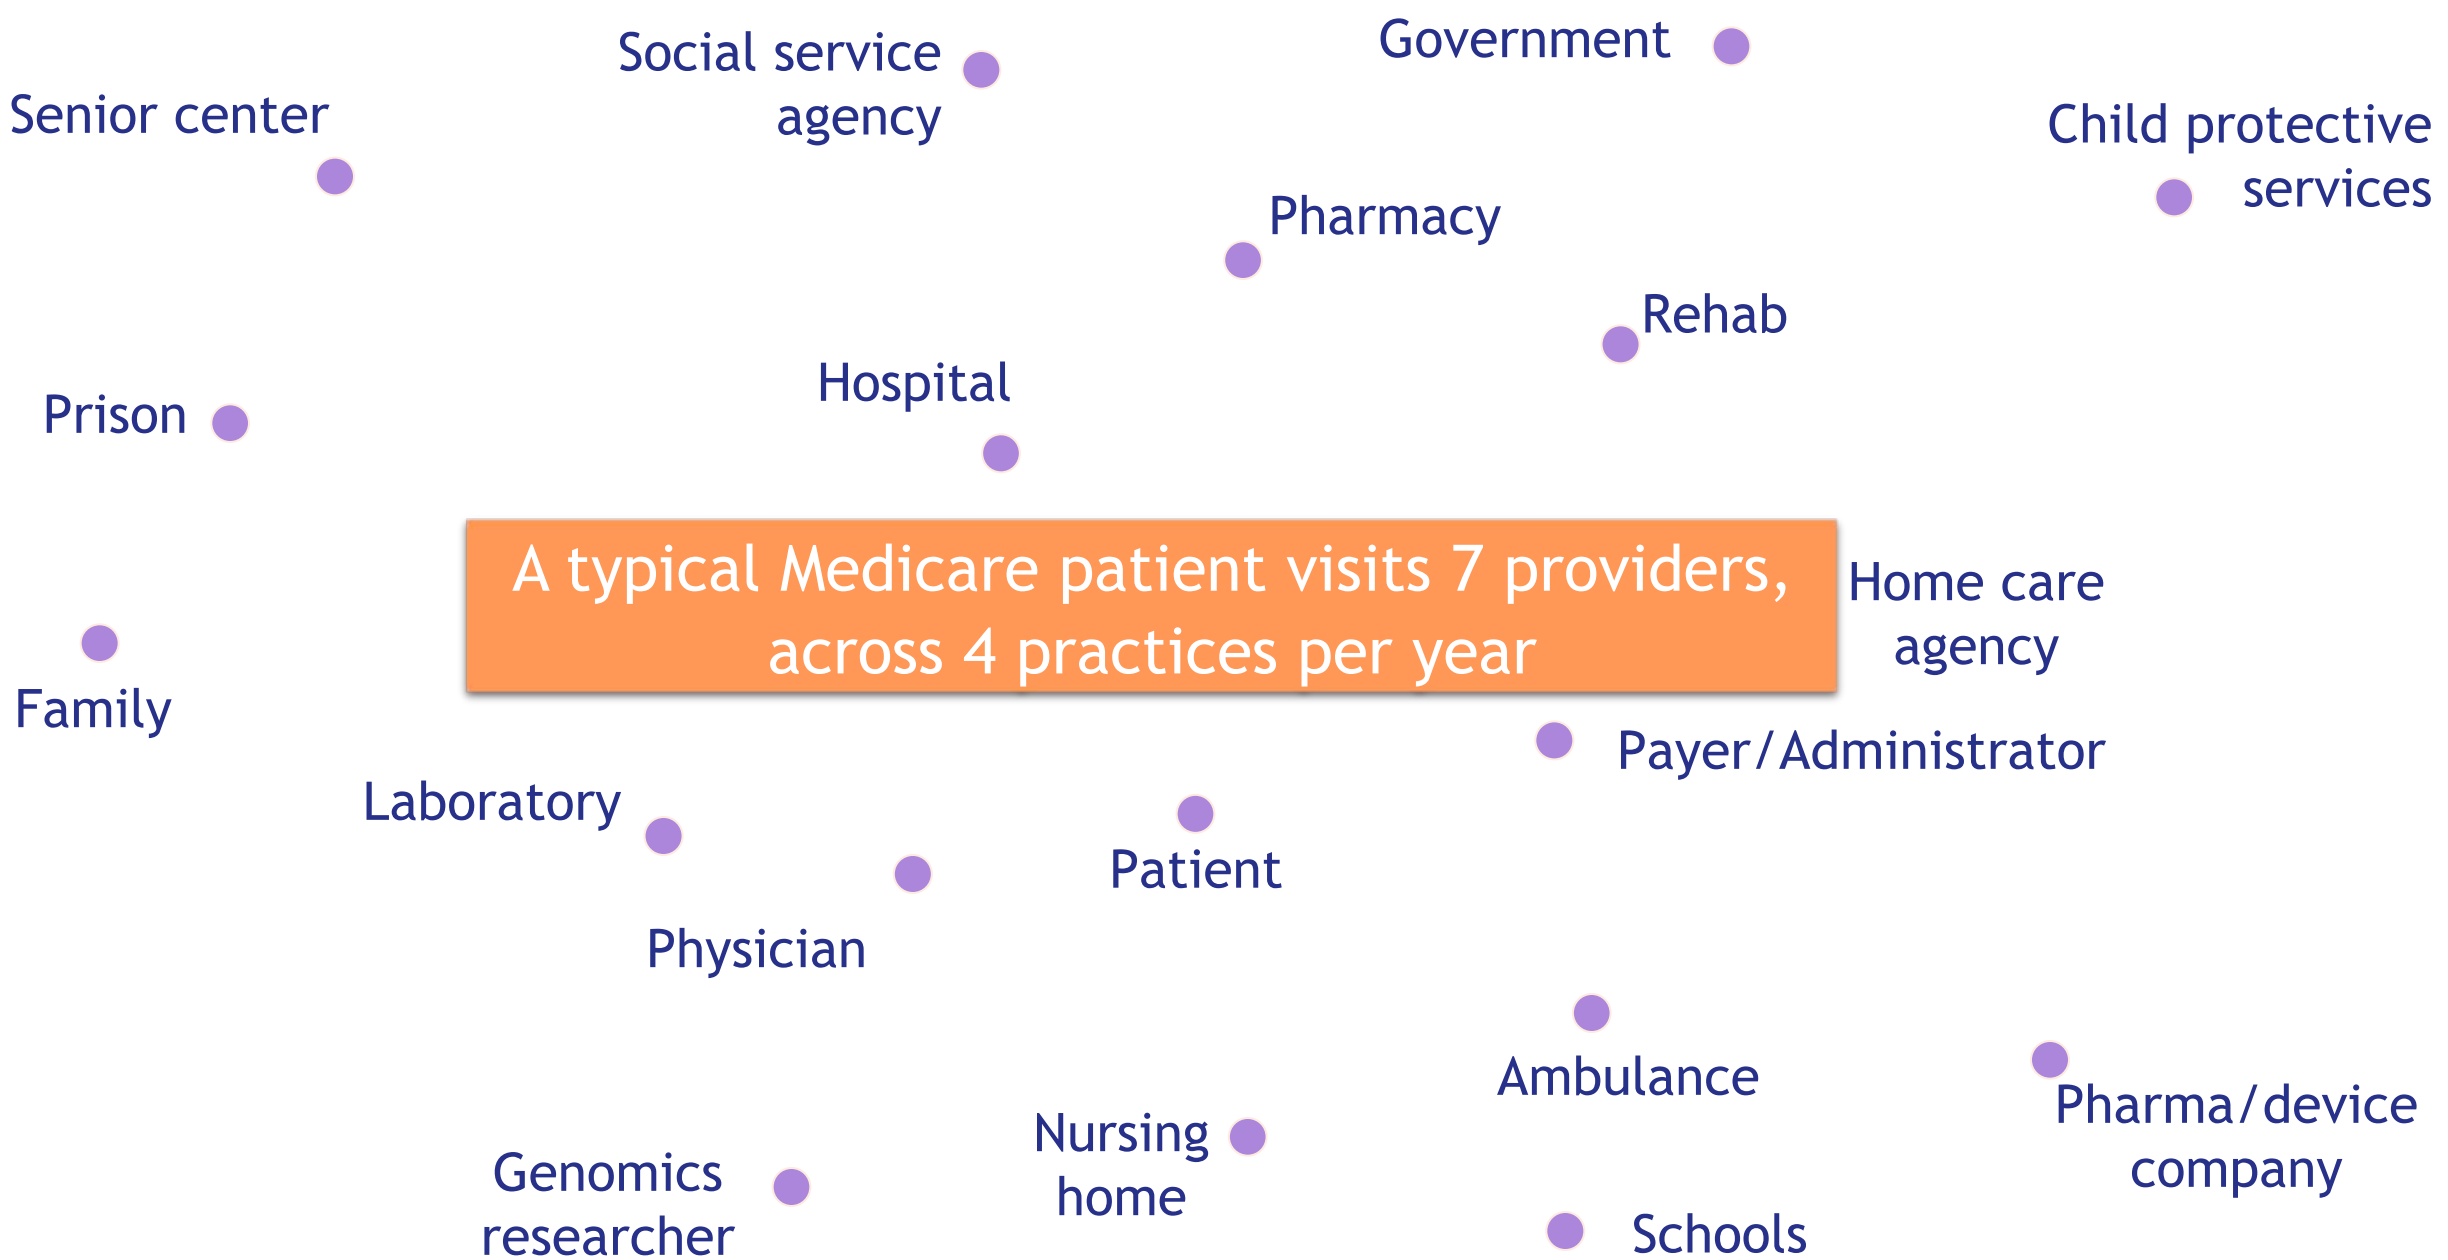 Social service
agency
Government
Senior center
Child protective
services
Pharmacy
Rehab
Hospital
Prison
A typical Medicare patient visits 7 providers,
across 4 practices per year
Home care
agency
Family
Payer/Administrator
Laboratory
Patient
Physician
Ambulance
Pharma/device
company
Nursing
home
Genomics
researcher
Schools